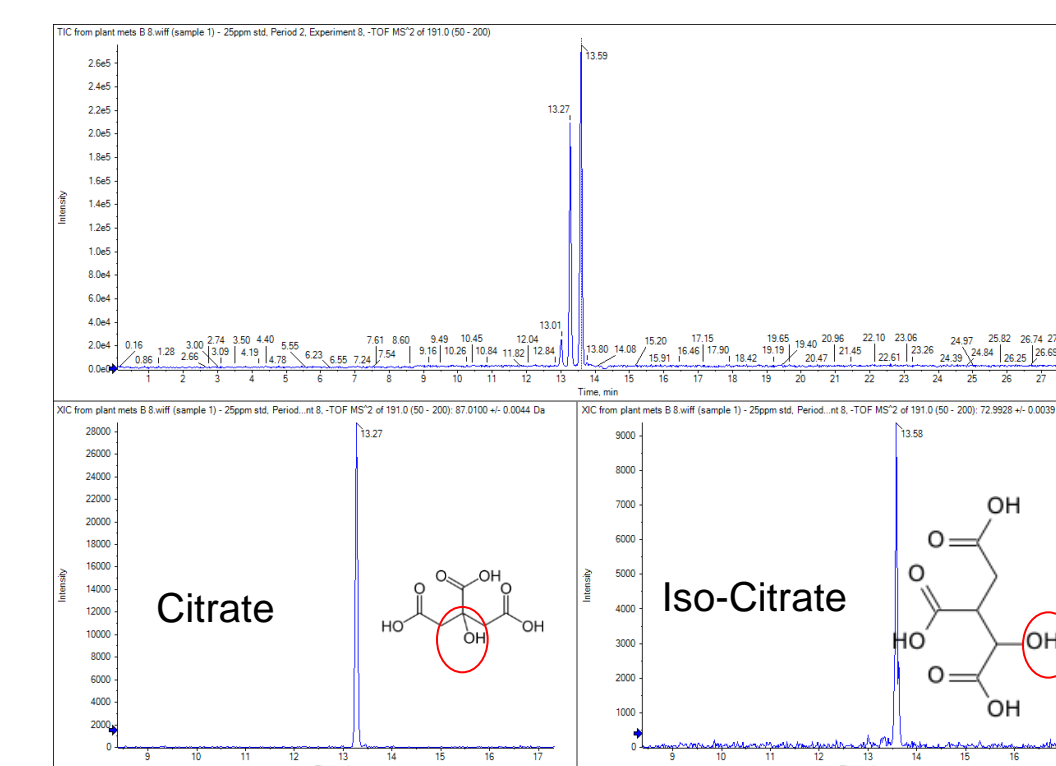 TIC from plant mets B 8.wiff (sample 1) - 25ppm std, Period 2, Experiment 8, -TOF MS^2 of 191.0 (50 - 200)
2.6e5
2.4e5
2.2e5
2.0e5
1.8e5
1.6e5
1.4e5
1.2e5
1.0e5
8.0e4
6.0e4
4.0e4
2.0e4
0.0e0
Intensity
13.59
13.27
13.01
0.16 0.86 1.28 2.66 3.00 2.74 3.09 3.50 4.19 4.40 4.78 5.55 6.23 6.55 7.24 7.61 7.54 8.60 9.16 9.49 10.26 10.45 10.84 11.82 12.04 12.84 13.80 14.08 15.20 15.91 16.46 17.15 17.90 18.42 19.19 19.65 19.40 20.47 20.96 21.45 22.10 22.61 23.06 23.26 24.39 24.97 24.84 25.82 26.25 26.74 26.69
1 2 3 4 5 6 7 8 9 10 11 12 13 14 15 16 17 18 19 20 21 22 23 24 25 26 27
Time, min
XIC from plant mets B 8.wiff (sample 1) - 25ppm std, Period...nt 8, -TOF MS^2 of 191.0 (50 - 200): 87.0100 +/- 0.0044 Da
28000
26000
24000
22000
20000
18000
16000
14000
12000
10000
8000
6000
4000
2000
0
Intensity
13.27
Citrate
O
OH
O
O
HO
OH
OH
9 10 11 12 13 14 15 16 17
XIC from plant mets B 8.wiff (sample 1) - 25ppm std, Period...nt 8, -TOF MS^2 of 191.0 (50 - 200): 72.9928 +/- 0.0039
9000
8000
7000
6000
5000
4000
3000
2000
1000
0
Intensity
13.58
Iso-Citrate
OH
O
O
HO
OH
O
OH
9 10 11 12 13 14 15 16